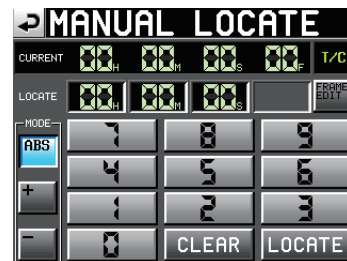 MANUAL LOCATE
CURRENT 00H 00M 00S 00F T/C
LOCATE 00H 00M 00S FRAME EDIT
MODE
ABS 7 8 9
4 5 6
+ 1 2 3
- 0 CLEAR LOCATE